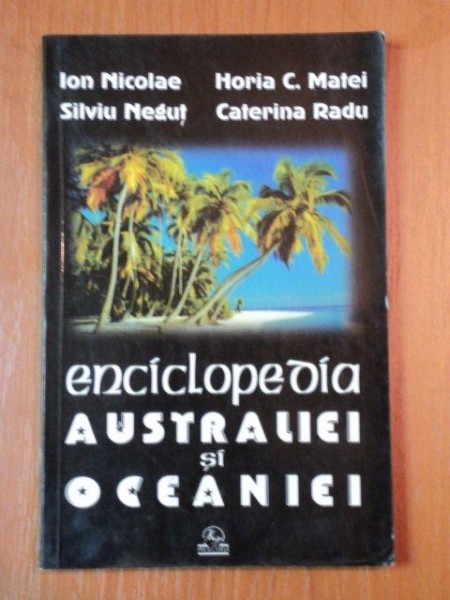 Ion Nicolae Horia C. Matei
Silviu Neguț Caterina Radu
enciclopedia
AUSTRALIEI
și
OCEANIEI